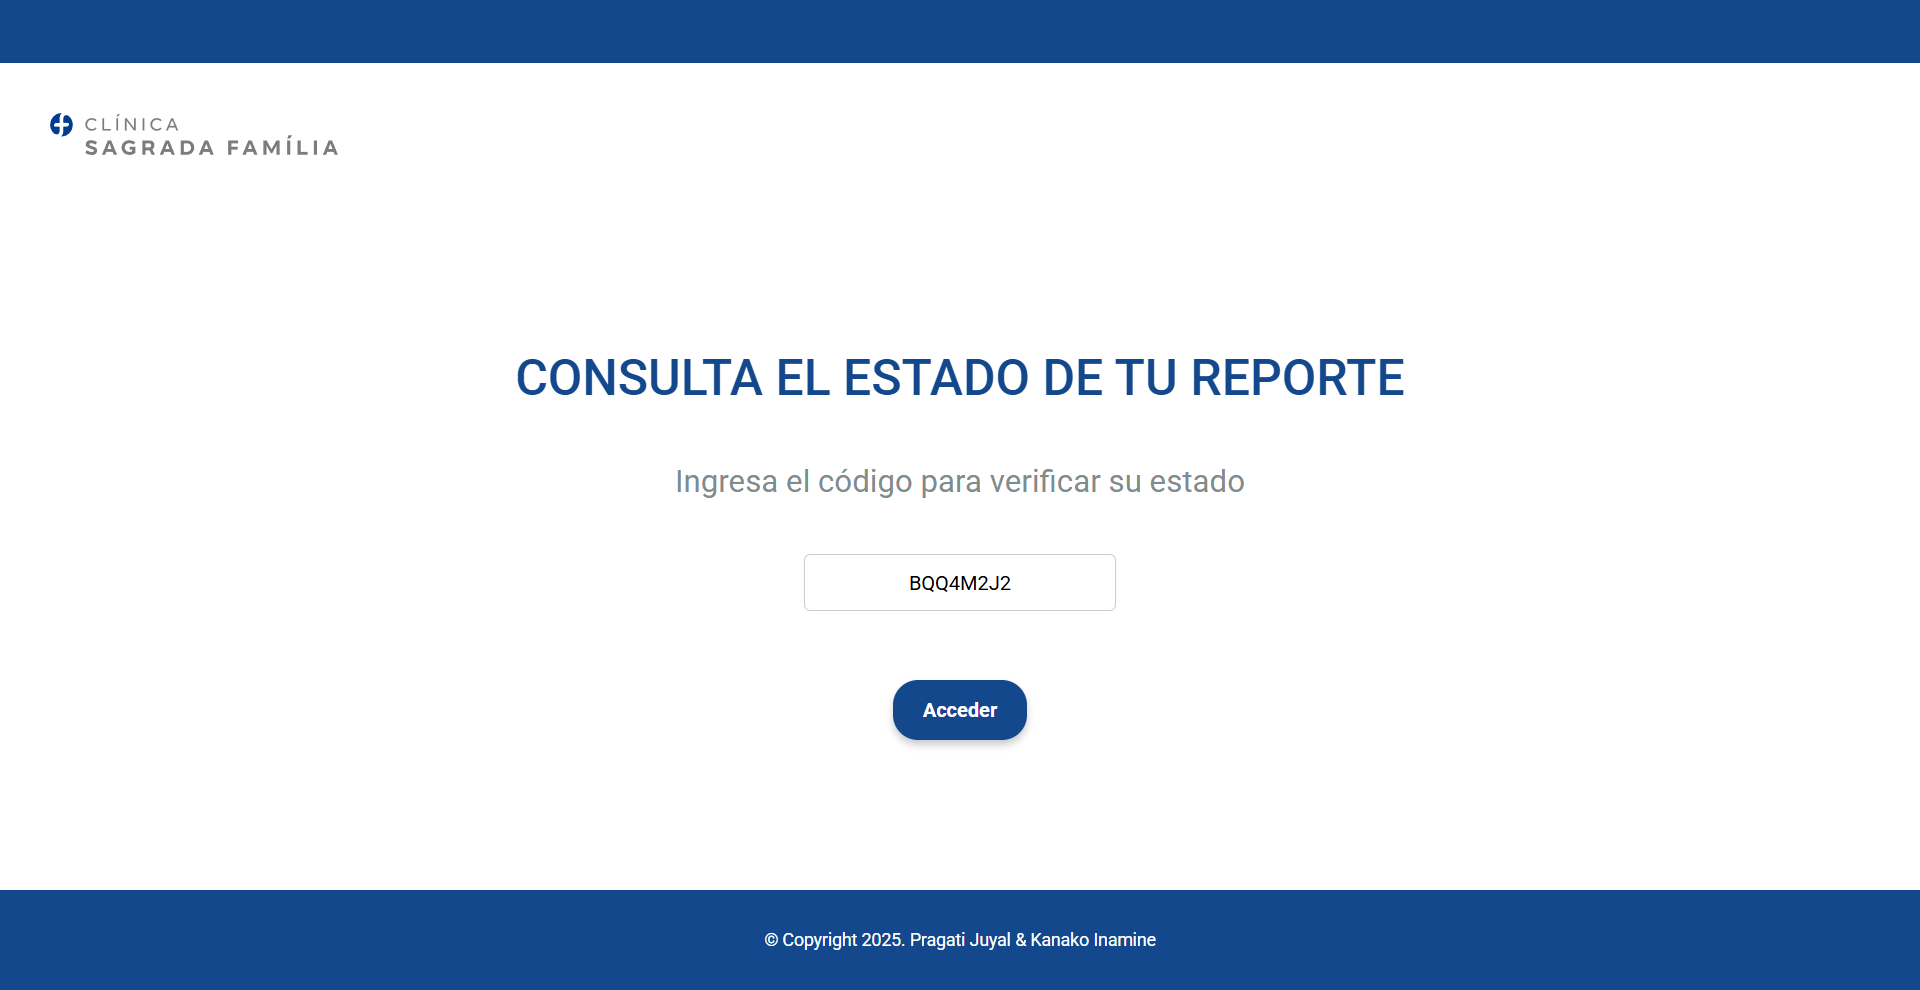 CLÍNICA
SAGRADA FAMÍLIA
CONSULTA EL ESTADO DE TU REPORTE
Ingresa el código para verificar su estado
BQQ4M2J2
Acceder
© Copyright 2025. Pragati Juyal & Kanako Inamine